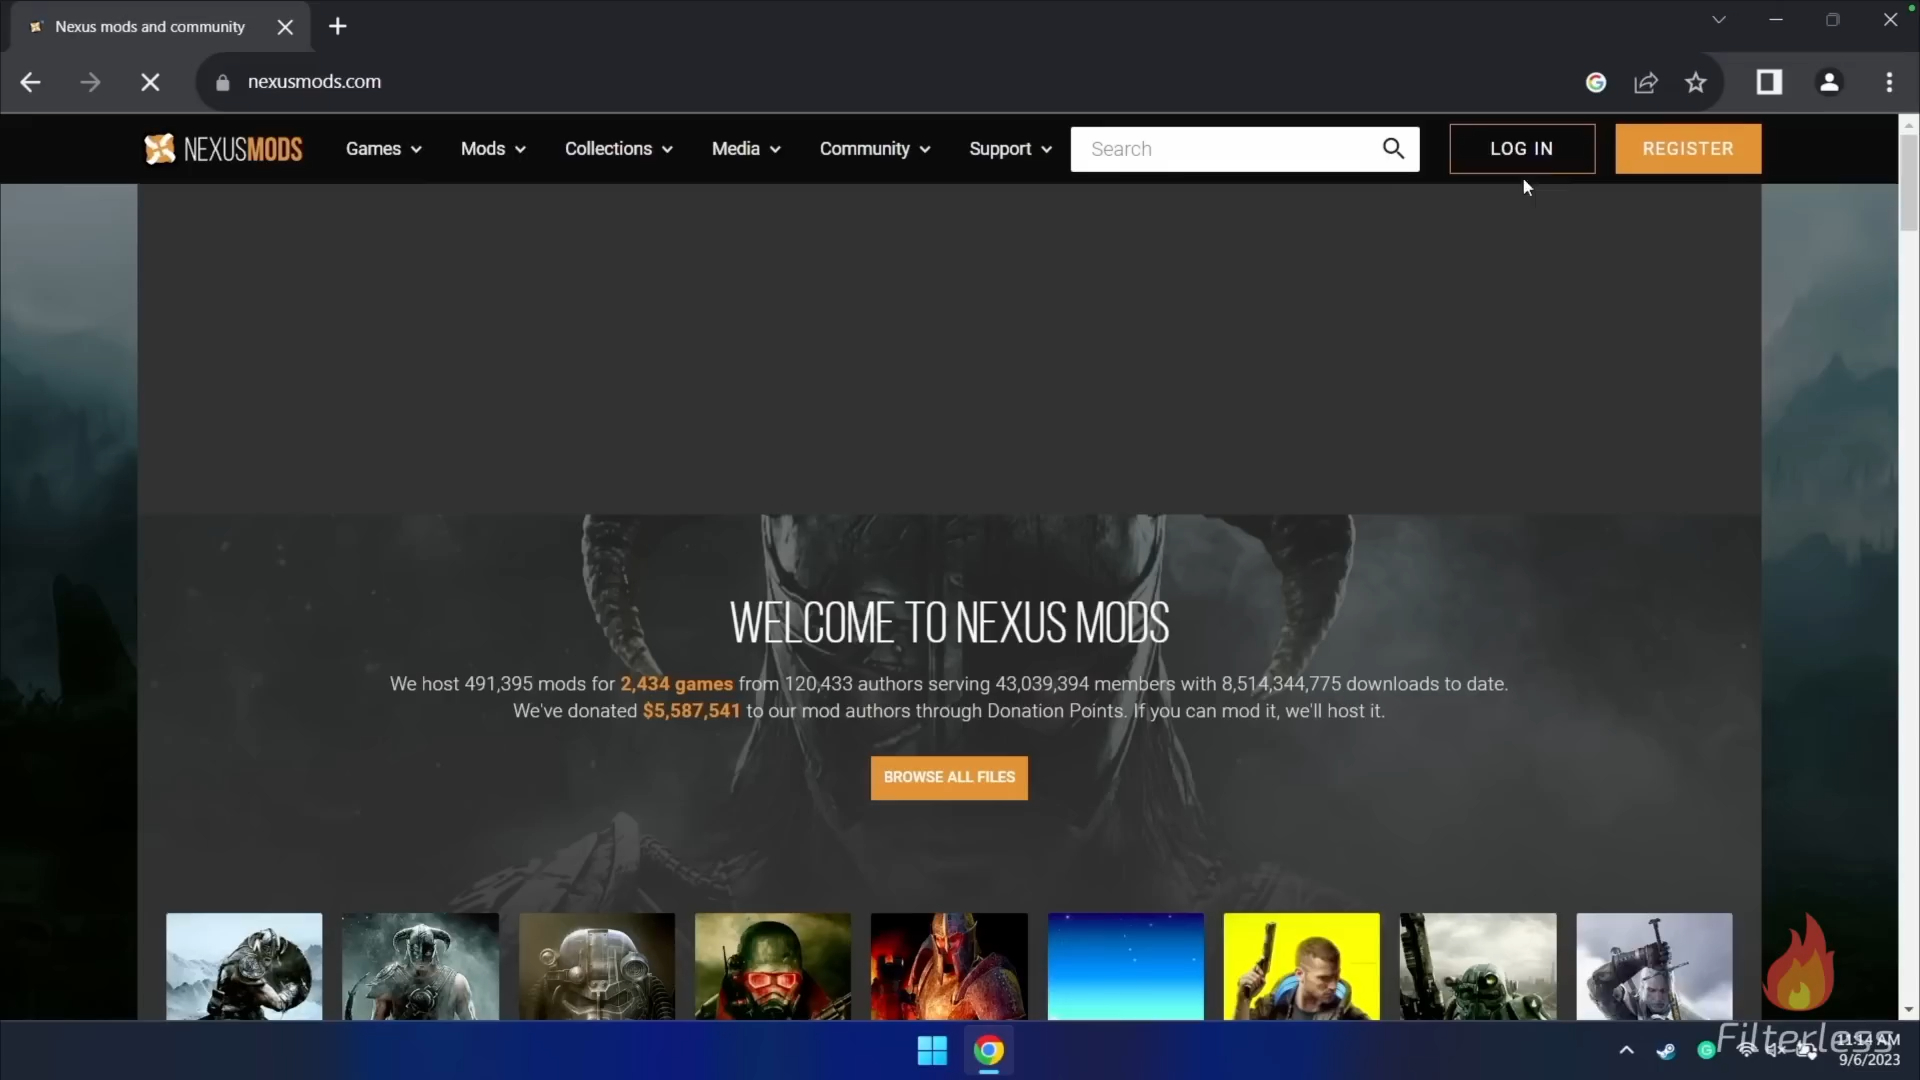 Nexus mods and community
nexusmods.com
NEXUSMODS
Games
Mods
Collections
Media
Community
Support
Search
LOG IN
REGISTER
WELCOME TO NEXUS MODS
We host 491,395 mods for 2,434 games from 120,433 authors serving 43,039,394 members with 8,514,344,775 downloads to date.
We've donated $5,587,541 to our mod authors through Donation Points. If you can mod it, we'll host it.
BROWSE ALL FILES
Filterless
11:14 AM
9/6/2023